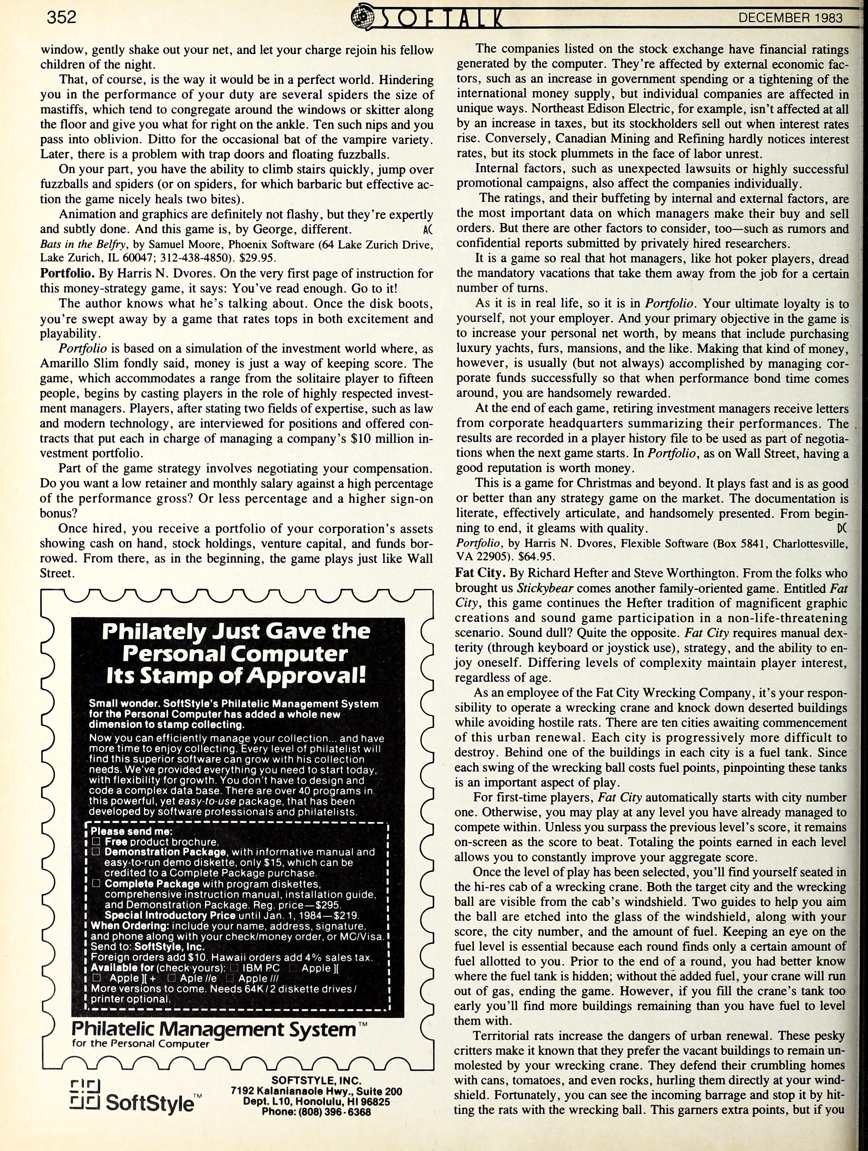 352
SOFTALK
DECEMBER 1983
window, gently shake out your net, and let your charge rejoin his fellow
children of the night.
That, of course, is the way it would be in a perfect world. Hindering
you in the performance of your duty are several spiders the size of
mastiffs, which tend to congregate around the windows or skitter along
the floor and give you what for right on the ankle. Ten such nips and you
pass into oblivion. Ditto for the occasional bat of the vampire variety.
Later, there is a problem with trap doors and floating fuzzballs.
On your part, you have the ability to climb stairs quickly, jump over
fuzzballs and spiders (or on spiders, for which barbaric but effective ac-
tion the game nicely heals two bites).
Animation and graphics are definitely not flashy, but they're expertly
and subtly done. And this game is, by George, different. AC
Bats in the Belfry, by Samuel Moore, Phoenix Software (64 Lake Zurich Drive,
Lake Zurich, IL 60047; 312-438-4850). $29.95.
Portfolio. By Harris N. Dvores. On the very first page of instruction for
this money-strategy game, it says: You've read enough. Go to it!
The author knows what he's talking about. Once the disk boots,
you're swept away by a game that rates tops in both excitement and
playability.
Portfolio is based on a simulation of the investment world where, as
Amarillo Slim fondly said, money is just a way of keeping score. The
game, which accommodates a range from the solitaire player to fifteen
people, begins by casting players in the role of highly respected invest-
ment managers. Players, after stating two fields of expertise, such as law
and modern technology, are interviewed for positions and offered con-
tracts that put each in charge of managing a company's $10 million in-
vestment portfolio.
Part of the game strategy involves negotiating your compensation.
Do you want a low retainer and monthly salary against a high percentage
of the performance gross? Or less percentage and a higher sign-on
bonus?
Once hired, you receive a portfolio of your corporation's assets
showing cash on hand, stock holdings, venture capital, and funds bor-
rowed. From there, as in the beginning, the game plays just like Wall
Street.
Philately Just Gave the
Personal Computer
Its Stamp of Approval!
Small wonder. SoftStyle's Philatelic Management System
for the Personal Computer has added a whole new
dimension to stamp collecting.
Now you can efficiently manage your collection... and have
more time to enjoy collecting. Every level of philatelist will
find this superior software can grow with his collection
needs. We've provided everything you need to start today,
with flexibility for growth. You don't have to design and
code a complex data base. There are over 40 programs in
this powerful, yet easy-to-use package, that has been
developed by software professionals and philatelists.
Please send me:
□ Free product brochure.
□ Demonstration Package, with informative manual and
easy-to-run demo diskette, only $15, which can be
credited to a Complete Package purchase.
□ Complete Package with program diskettes,
comprehensive instruction manual, installation guide,
and Demonstration Package. Reg. price—$295.
Special Introductory Price until Jan. 1, 1984—$219.
When Ordering: include your name, address, signature,
and phone along with your check/money order, or MC/Visa.
Send to: SoftStyle, Inc.
Foreign orders add $10. Hawaii orders add 4% sales tax.
Available for (check yours): □ IBM PC □ Apple ][
□ Apple ][ + □ Aple //e □ Apple ///
More versions to come. Needs 64K/2 diskette drives/
printer optional.
Philatelic Management System™
for the Personal Computer
SoftStyle™
SOFTSTYLE, INC.
7192 Kalanianaole Hwy., Suite 200
Dept. L10, Honolulu, HI 96825
Phone: (808) 396-6368
The companies listed on the stock exchange have financial ratings
generated by the computer. They're affected by external economic fac-
tors, such as an increase in government spending or a tightening of the
international money supply, but individual companies are affected in
unique ways. Northeast Edison Electric, for example, isn't affected at all
by an increase in taxes, but its stockholders sell out when interest rates
rise. Conversely, Canadian Mining and Refining hardly notices interest
rates, but its stock plummets in the face of labor unrest.
Internal factors, such as unexpected lawsuits or highly successful
promotional campaigns, also affect the companies individually.
The ratings, and their buffeting by internal and external factors, are
the most important data on which managers make their buy and sell
orders. But there are other factors to consider, too—such as rumors and
confidential reports submitted by privately hired researchers.
It is a game so real that hot managers, like hot poker players, dread
the mandatory vacations that take them away from the job for a certain
number of turns.
As it is in real life, so it is in Portfolio. Your ultimate loyalty is to
yourself, not your employer. And your primary objective in the game is
to increase your personal net worth, by means that include purchasing
luxury yachts, furs, mansions, and the like. Making that kind of money,
however, is usually (but not always) accomplished by managing cor-
porate funds successfully so that when performance bond time comes
around, you are handsomely rewarded.
At the end of each game, retiring investment managers receive letters
from corporate headquarters summarizing their performances. The
results are recorded in a player history file to be used as part of negotia-
tions when the next game starts. In Portfolio, as on Wall Street, having a
good reputation is worth money.
This is a game for Christmas and beyond. It plays fast and is as good
or better than any strategy game on the market. The documentation is
literate, effectively articulate, and handsomely presented. From begin-
ning to end, it gleams with quality. DC
Portfolio, by Harris N. Dvores, Flexible Software (Box 5841, Charlottesville,
VA 22905). $64.95.
Fat City. By Richard Hefter and Steve Worthington. From the folks who
brought us Stickybear comes another family-oriented game. Entitled Fat
City, this game continues the Hefter tradition of magnificent graphic
creations and sound game participation in a non-life-threatening
scenario. Sound dull? Quite the opposite. Fat City requires manual dex-
terity (through keyboard or joystick use), strategy, and the ability to en-
joy oneself. Differing levels of complexity maintain player interest,
regardless of age.
As an employee of the Fat City Wrecking Company, it's your respon-
sibility to operate a wrecking crane and knock down deserted buildings
while avoiding hostile rats. There are ten cities awaiting commencement
of this urban renewal. Each city is progressively more difficult to
destroy. Behind one of the buildings in each city is a fuel tank. Since
each swing of the wrecking ball costs fuel points, pinpointing these tanks
is an important aspect of play.
For first-time players, Fat City automatically starts with city number
one. Otherwise, you may play at any level you have already managed to
compete within. Unless you surpass the previous level's score, it remains
on-screen as the score to beat. Totaling the points earned in each level
allows you to constantly improve your aggregate score.
Once the level of play has been selected, you'll find yourself seated in
the hi-res cab of a wrecking crane. Both the target city and the wrecking
ball are visible from the cab's windshield. Two guides to help you aim
the ball are etched into the glass of the windshield, along with your
score, the city number, and the amount of fuel. Keeping an eye on the
fuel level is essential because each round finds only a certain amount of
fuel allotted to you. Prior to the end of a round, you had better know
where the fuel tank is hidden; without the added fuel, your crane will run
out of gas, ending the game. However, if you fill the crane's tank too
early you'll find more buildings remaining than you have fuel to level
them with.
Territorial rats increase the dangers of urban renewal. These pesky
critters make it known that they prefer the vacant buildings to remain un-
molested by your wrecking crane. They defend their crumbling homes
with cans, tomatoes, and even rocks, hurling them directly at your wind-
shield. Fortunately, you can see the incoming barrage and stop it by hit-
ting the rats with the wrecking ball. This garners extra points, but if you